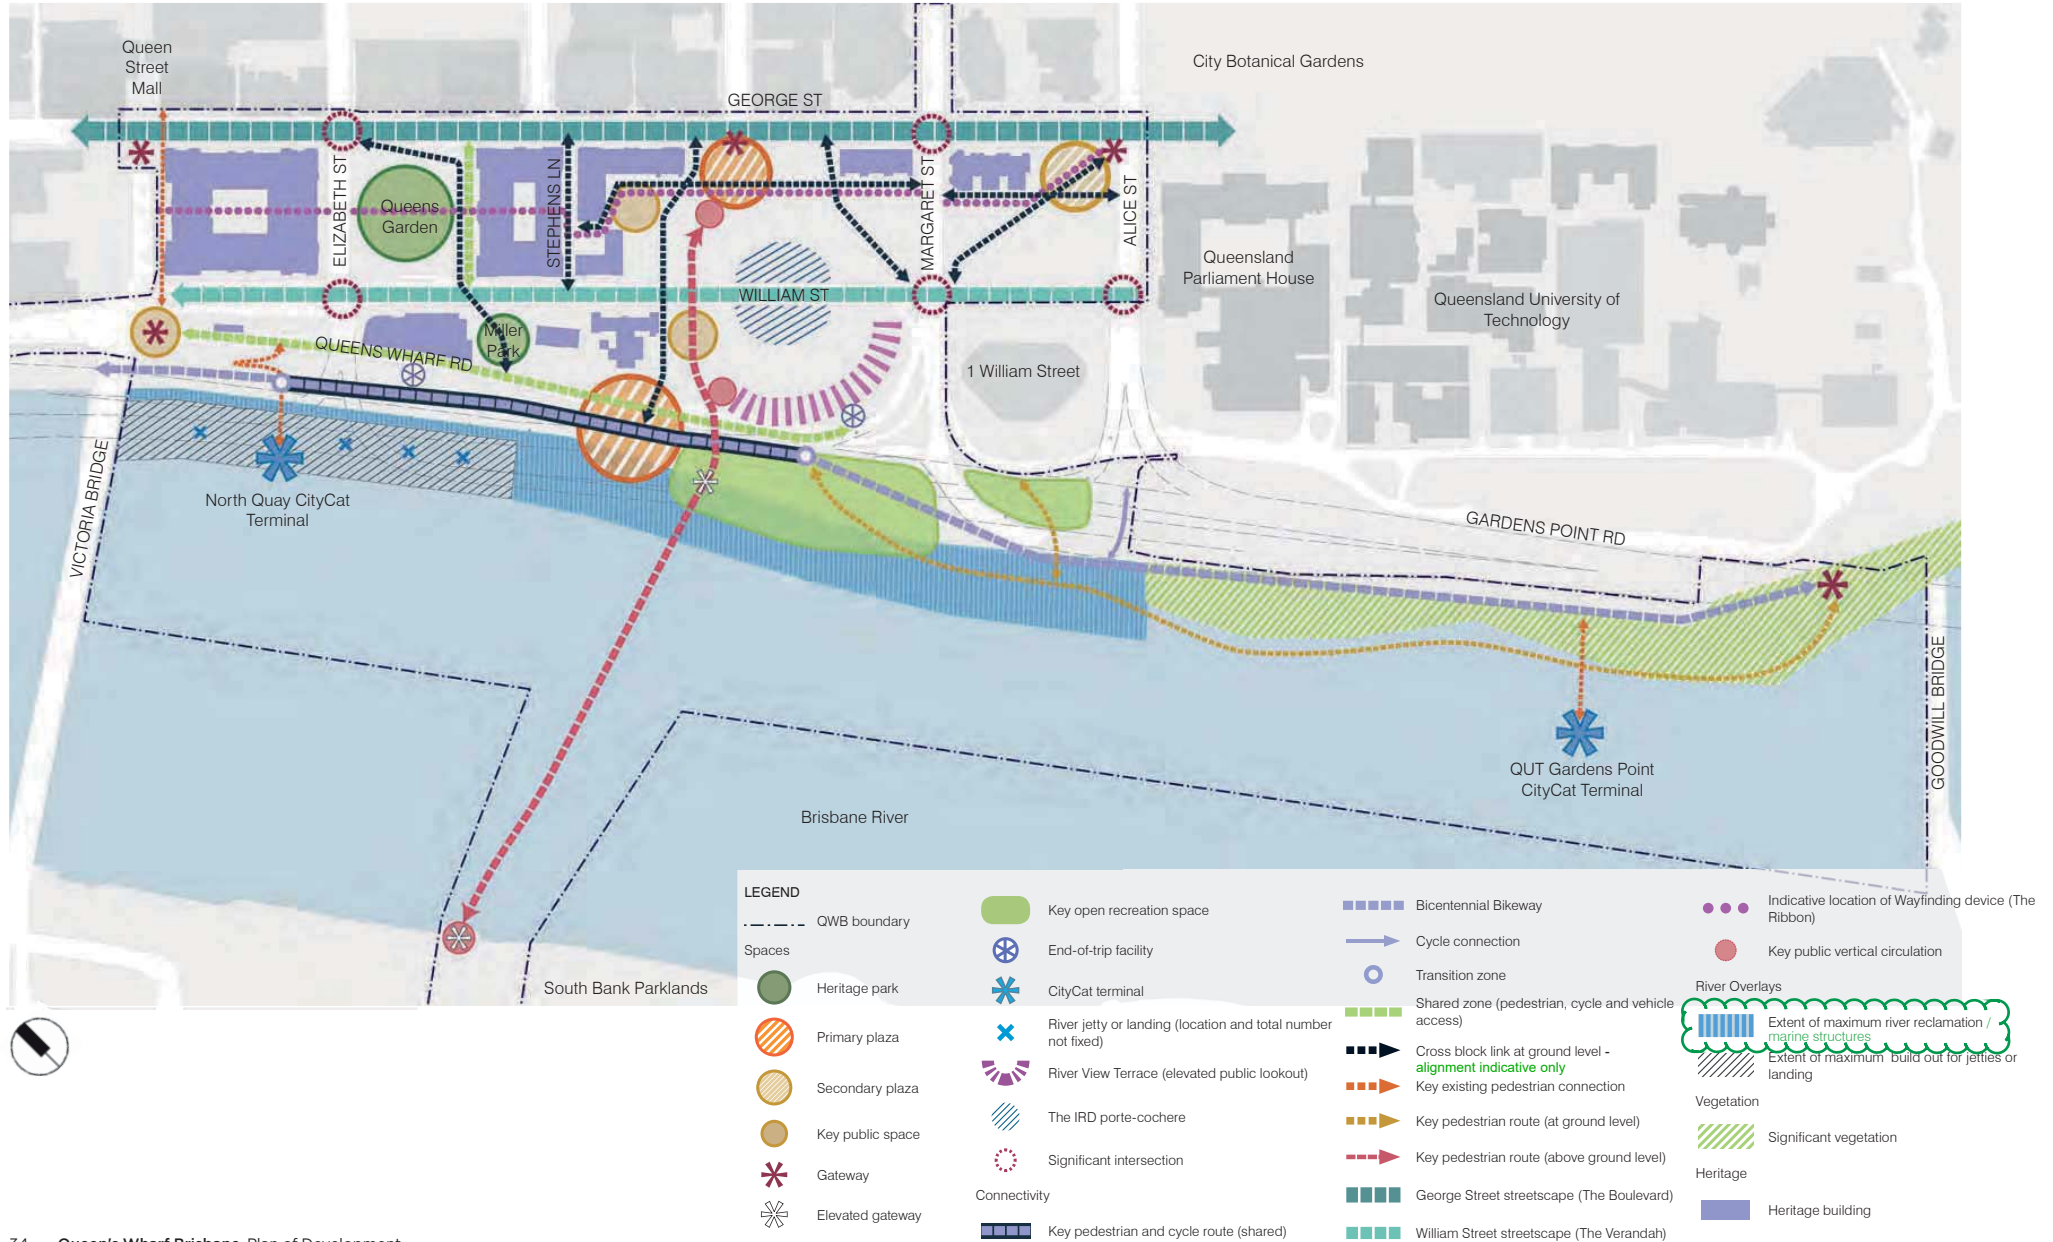 Queen
Street
Mall
City Botanical Gardens
GEORGE ST
ELIZABETH ST
STEPHENS LN
MARGARET ST
ALICE ST
Queens
Garden
Queensland
Parliament House
WILLIAM ST
Queensland University of
Technology
Miller
Park
QUEENS WHARF RD
1 William Street
VICTORIA BRIDGE
North Quay CityCat
Terminal
GARDENS POINT RD
GOODWILL BRIDGE
QUT Gardens Point
CityCat Terminal
Brisbane River
South Bank Parklands
LEGEND
QWB boundary
Spaces
Heritage park
Primary plaza
Secondary plaza
Key public space
Gateway
Elevated gateway
Key open recreation space
End-of-trip facility
CityCat terminal
River jetty or landing (location and total number
not fixed)
River View Terrace (elevated public lookout)
The IRD porte-cochere
Significant intersection
Connectivity
Key pedestrian and cycle route (shared)
Bicentennial Bikeway
Cycle connection
Transition zone
Shared zone (pedestrian, cycle and vehicle
access)
Cross block link at ground level -
alignment indicative only
Key existing pedestrian connection
Key pedestrian route (at ground level)
Key pedestrian route (above ground level)
George Street streetscape (The Boulevard)
William Street streetscape (The Verandah)
Indicative location of Wayfinding device (The
Ribbon)
Key public vertical circulation
River Overlays
Extent of maximum river reclamation /
marine structures
Extent of maximum build out for jetties or
landing
Vegetation
Significant vegetation
Heritage
Heritage building
Queen's Wharf Brisbane Plan of Development